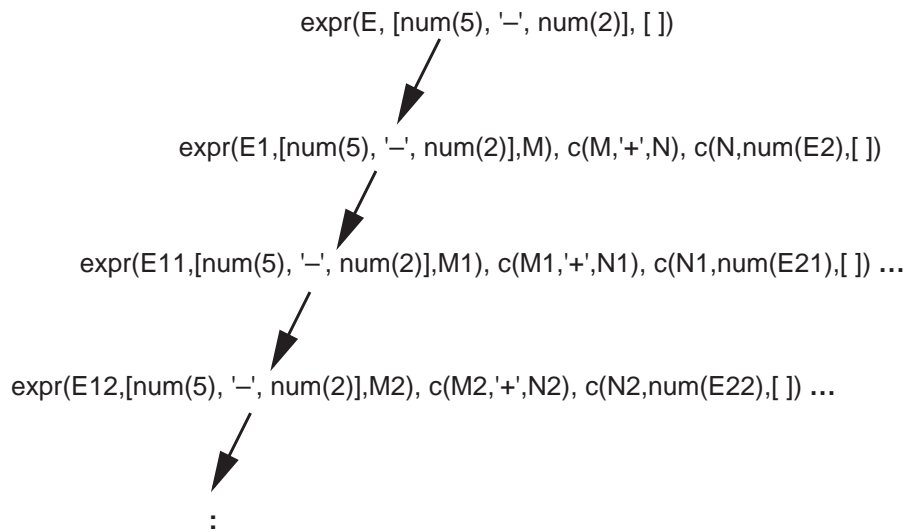 expr(E, [num(5), '–', num(2)], [ ])
expr(E1,[num(5), '–', num(2)],M), c(M,'+',N), c(N,num(E2),[ ])
expr(E11,[num(5), '–', num(2)],M1), c(M1,'+',N1), c(N1,num(E21),[ ]) ...
expr(E12,[num(5), '–', num(2)],M2), c(M2,'+',N2), c(N2,num(E22),[ ]) ...
: